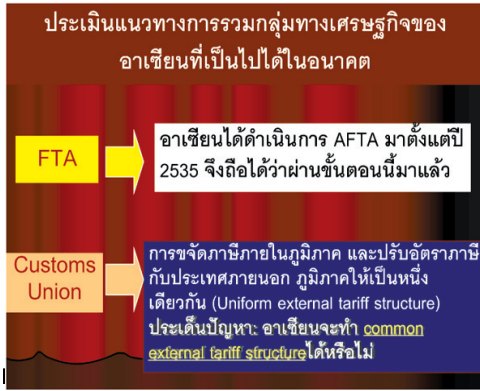 ประเมินแนวทางการรวมกลุ่มทางเศรษฐกิจของ
อาเซียนที่เป็นไปได้ในอนาคต
FTA
อาเซียนได้ดำเนินการ AFTA มาตั้งแต่ปี
2535 จึงถือได้ว่าผ่านขั้นตอนนี้มาแล้ว
Customs
Union
การขจัดภาษีภายในภูมิภาค และปรับอัตราภาษี
กับประเทศภายนอก ภูมิภาคให้เป็นหนึ่ง
เดียวกัน (Uniform external tariff structure)
ประเด็นปัญหา: อาเซียนจะทำ common
external tariff structureได้หรือไม่